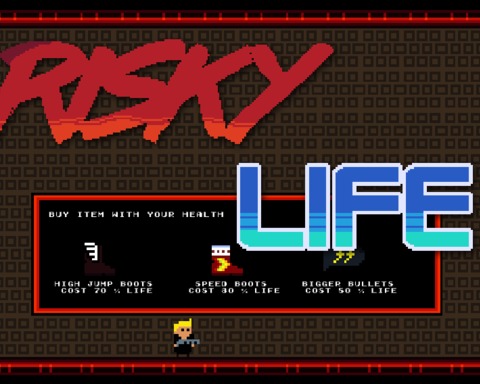 RISKY
LIFE
BUY ITEM WITH YOUR HEALTH
HIGH JUMP BOOTS
COST 70 % LIFE
SPEED BOOTS
COST 80 % LIFE
BIGGER BULLETS
COST 50 % LIFE